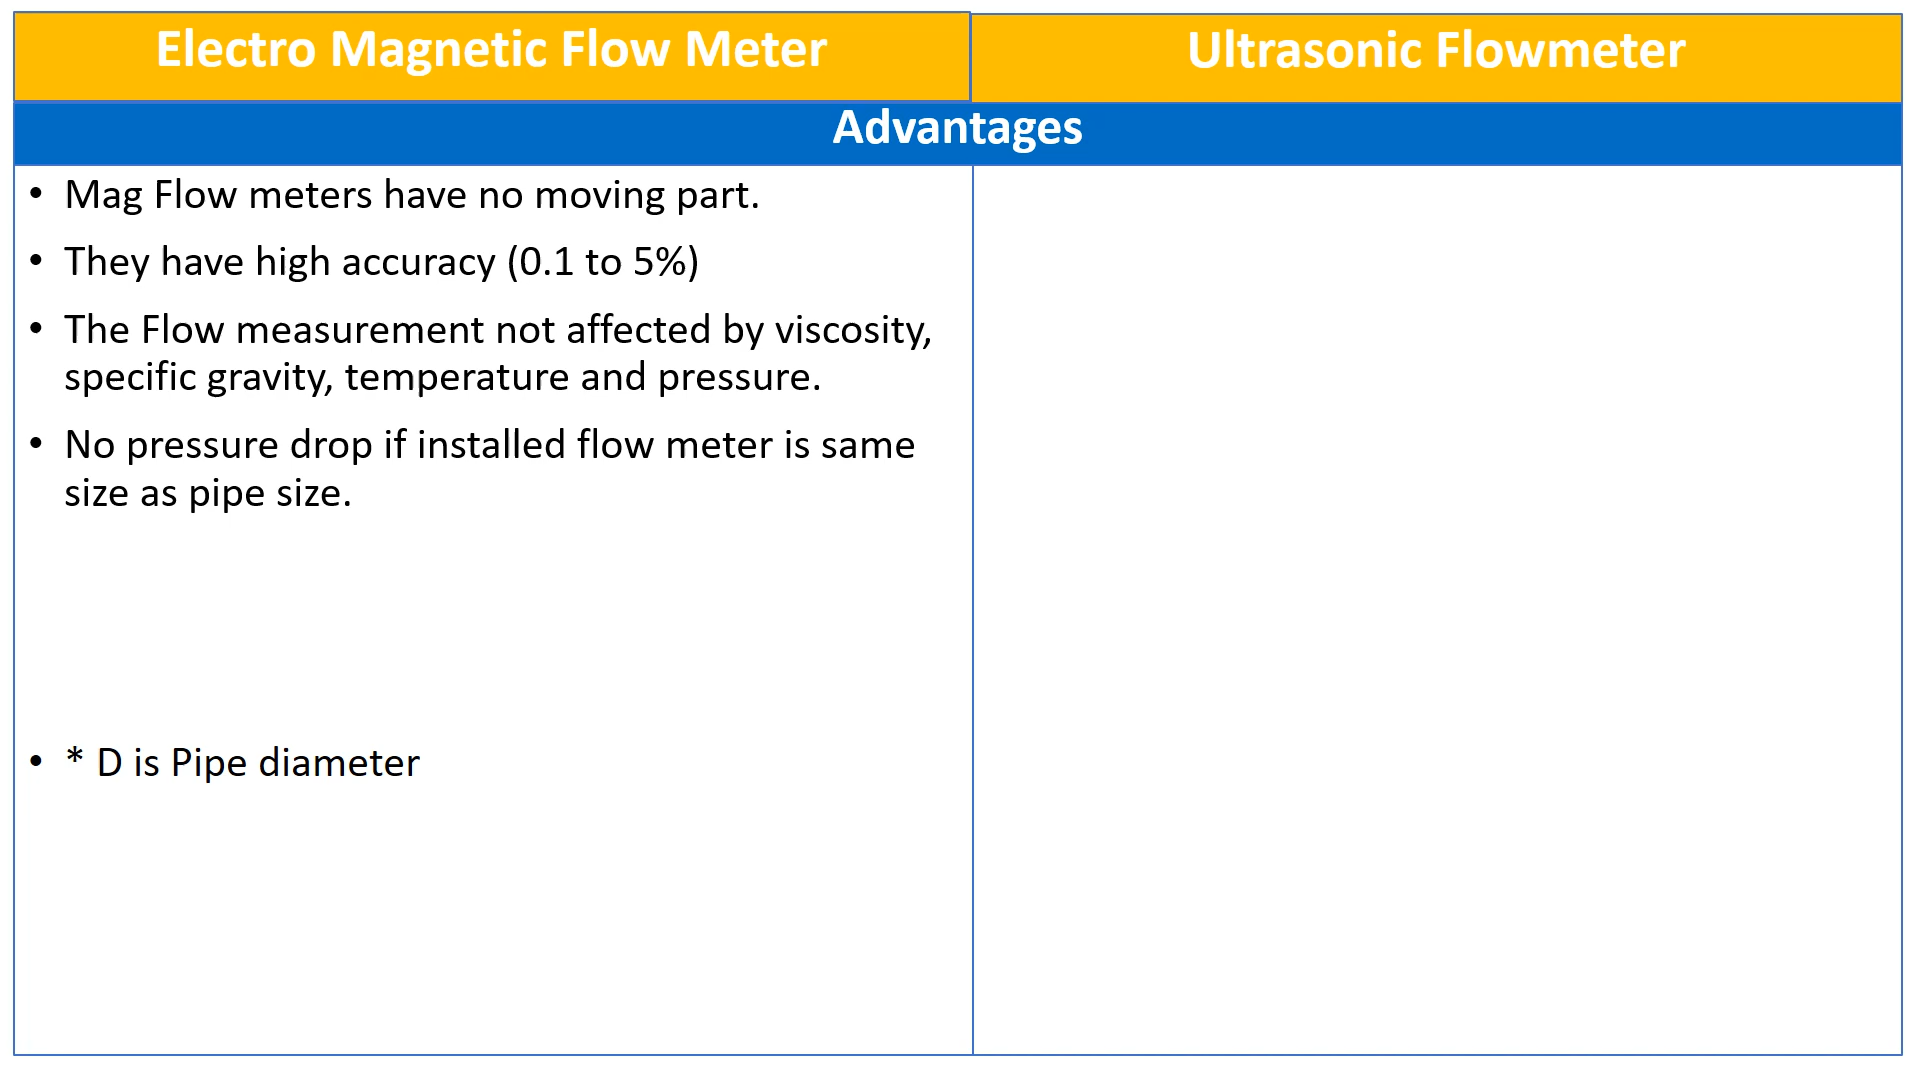 Electro Magnetic Flow Meter
Ultrasonic Flowmeter
Advantages
• Mag Flow meters have no moving part.
• They have high accuracy (0.1 to 5%)
• The Flow measurement not affected by viscosity,
specific gravity, temperature and pressure.
• No pressure drop if installed flow meter is same
size as pipe size.
• * D is Pipe diameter